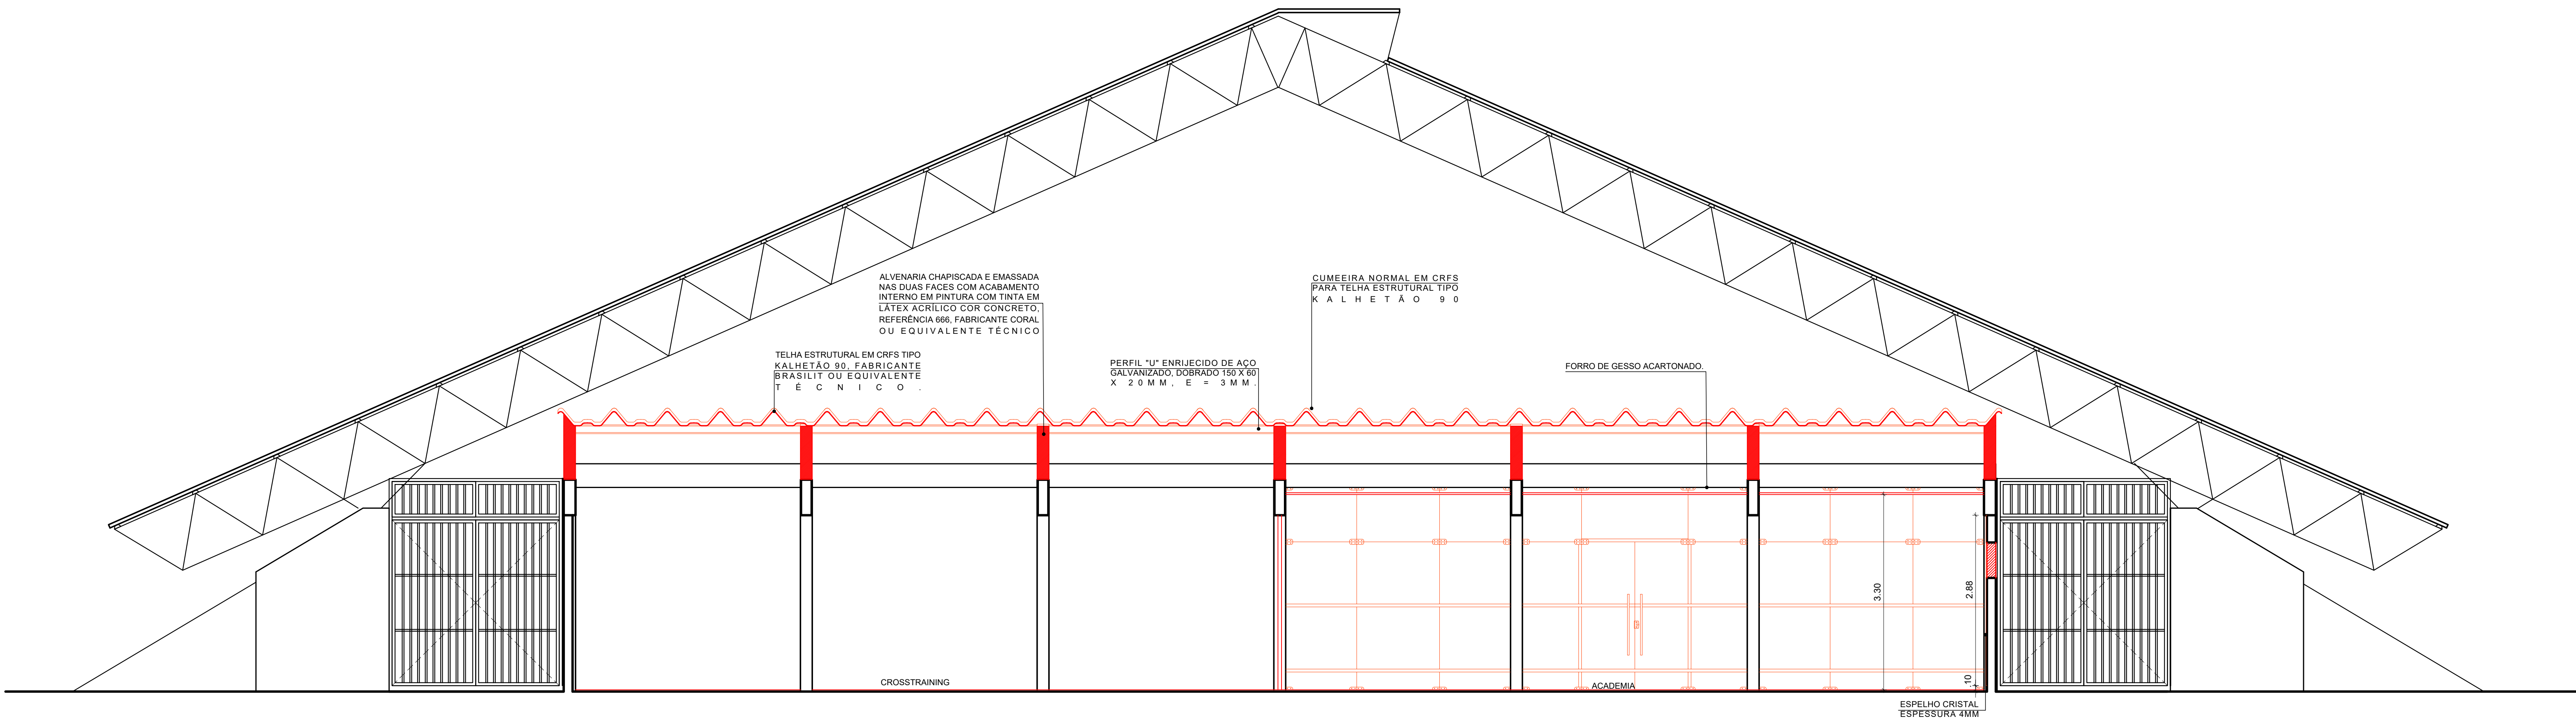 ALVENARIA CHAPISCADA E EMASSADA
NAS DUAS FACES COM ACABAMENTO
INTERNO EM PINTURA COM TINTA EM
LÁTEX ACRÍLICO COR CONCRETO,
REFERÊNCIA 666, FABRICANTE CORAL
OU EQUIVALENTE TÉCNICO
CUMEEIRA NORMAL EM CRFS
PARA TELHA ESTRUTURAL TIPO
KALHETÃO 90
TELHA ESTRUTURAL EM CRFS TIPO
KALHETÃO 90, FABRICANTE
BRASILIT OU EQUIVALENTE
TÉCNICO.
PERFIL "U" ENRIJECIDO DE AÇO
GALVANIZADO, DOBRADO 150 X 60
X 20MM, E = 3MM.
FORRO DE GESSO ACARTONADO.
3.30
2.88
10
CROSSTRAINING
ACADEMIA
ESPELHO CRISTAL
ESPESSURA 4MM